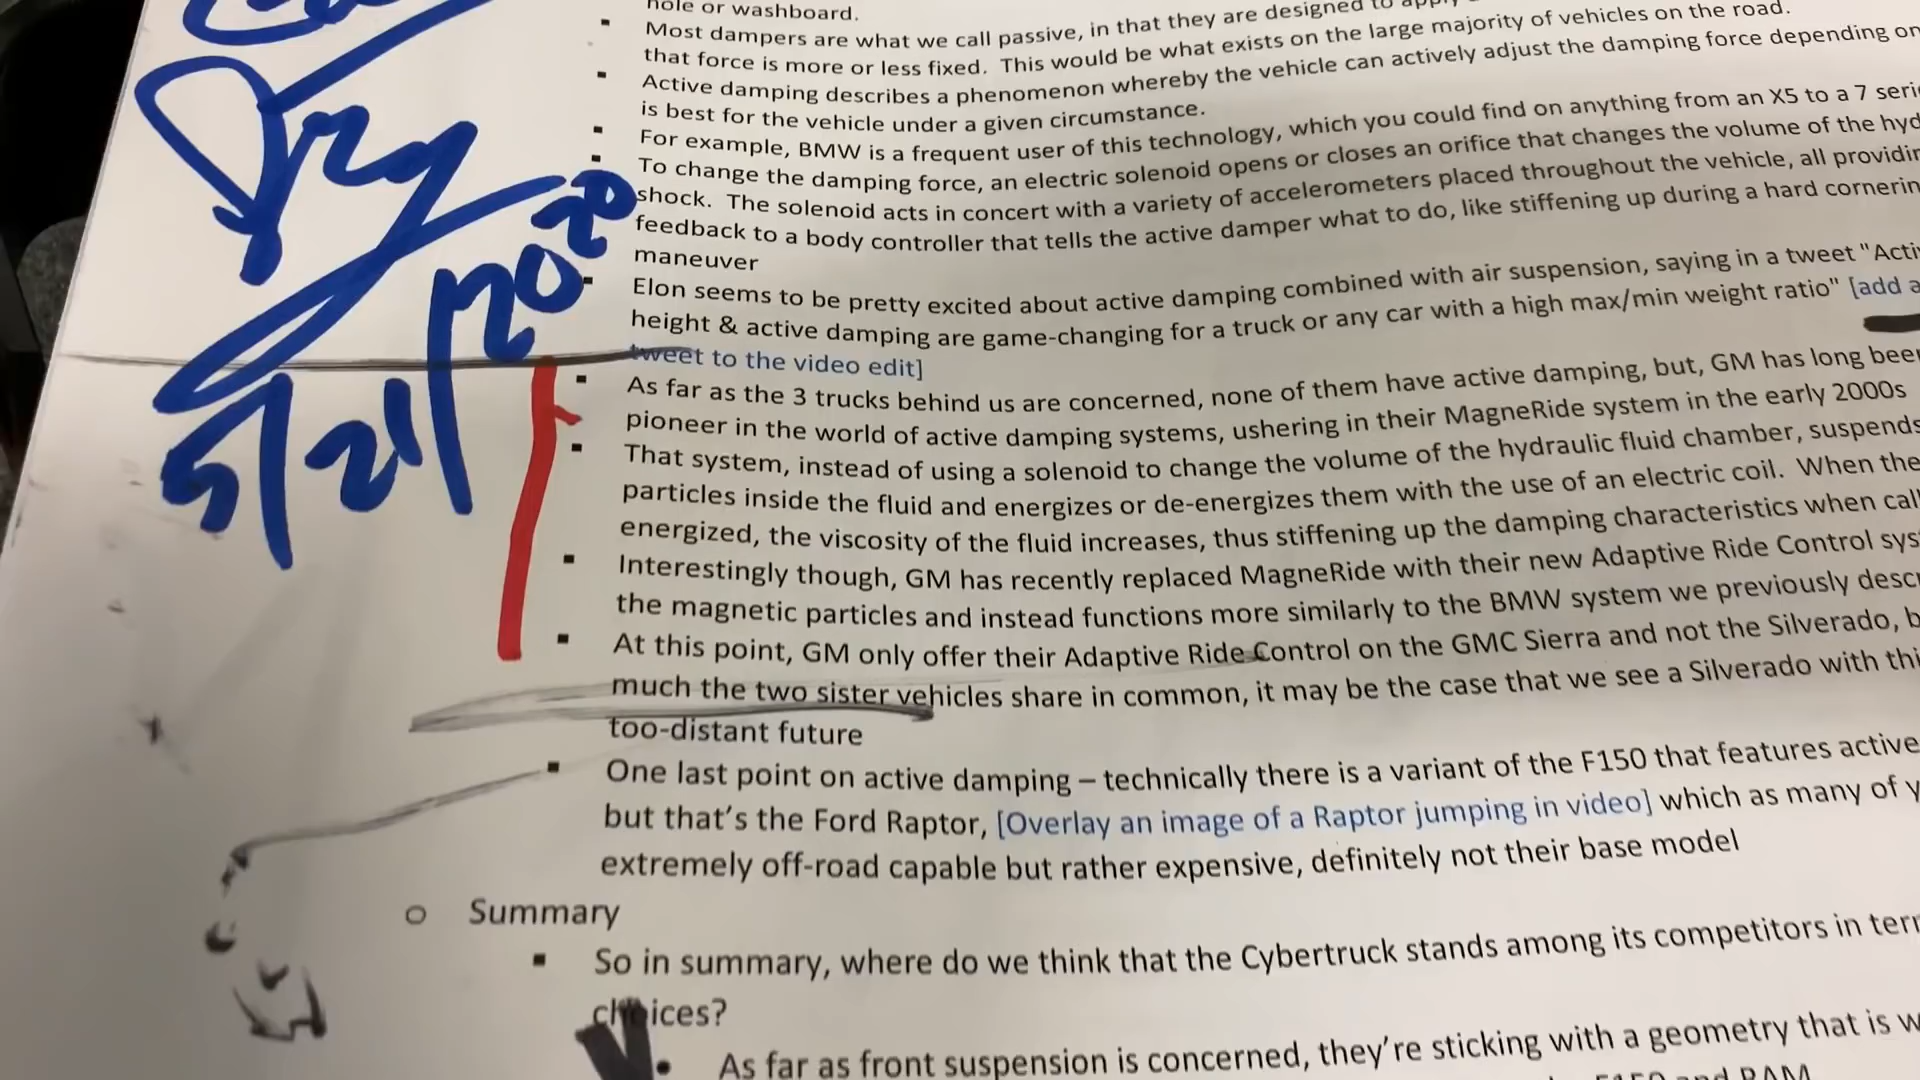 hole or washboard.
Most dampers are what we call passive, in that they are designed to apply
that force is more or less fixed. This would be what exists on the large majority of vehicles on the road.
Active damping describes a phenomenon whereby the vehicle can actively adjust the damping force depending on
is best for the vehicle under a given circumstance.
For example, BMW is a frequent user of this technology, which you could find on anything from an X5 to a 7
To change the damping force, an electric solenoid opens or closes an orifice that changes the volume of the
shock. The solenoid acts in concert with a variety of accelerometers placed throughout the vehicle, all
feedback to a body controller that tells the active damper what to do, like stiffening up during a hard
maneuver
Elon seems to be pretty excited about active damping combined with air suspension, saying in a tweet "
height & active damping are game-changing for a truck or any car with a high max/min weight ratio" [add a
tweet to the video edit]
As far as the 3 trucks behind us are concerned, none of them have active damping, but, GM has long been
pioneer in the world of active damping systems, ushering in their MagneRide system in the early 2000s
That system, instead of using a solenoid to change the volume of the hydraulic fluid chamber, suspends
particles inside the fluid and energizes or de-energizes them with the use of an electric coil. When the
energized, the viscosity of the fluid increases, thus stiffening up the damping characteristics when
Interestingly though, GM has recently replaced MagneRide with their new Adaptive Ride Control
the magnetic particles and instead functions more similarly to the BMW system we previously
At this point, GM only offer their Adaptive Ride Control on the GMC Sierra and not the Silverado,
much the two sister vehicles share in common, it may be the case that we see a Silverado with
too-distant future
One last point on active damping – technically there is a variant of the F150 that features active
but that's the Ford Raptor, [Overlay an image of a Raptor jumping in video] which as many of
extremely off-road capable but rather expensive, definitely not their base model
o Summary
So in summary, where do we think that the Cybertruck stands among its competitors in
choices?
As far as front suspension is concerned, they're sticking with a geometry that is
F150 and RAM
5/21/2020